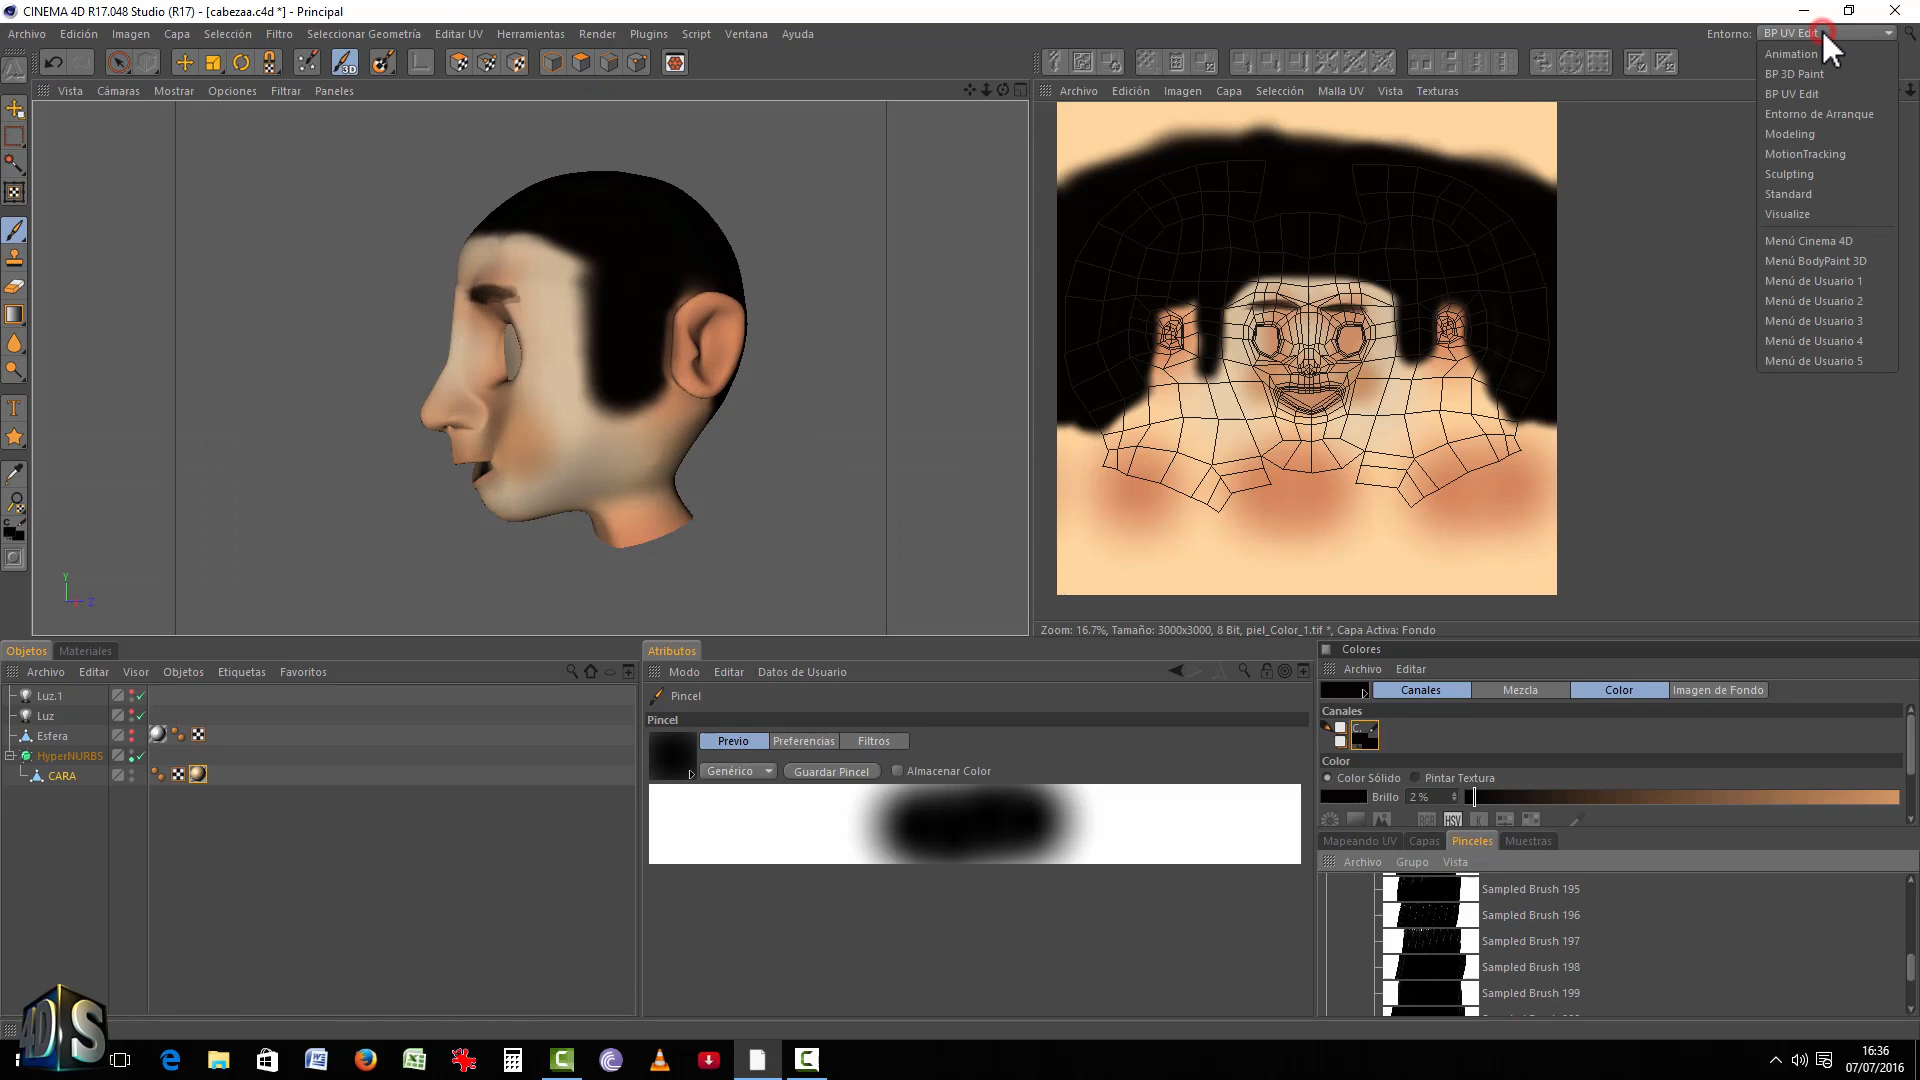 CINEMA 4D R17.048 Studio (R17) - [cabezaa.c4d *] - Principal
Archivo Edición Imagen Capa Selección Filtro Seleccionar Geometría Editar UV Herramientas Render Plugins Script Ventana Ayuda
Entorno: BP UV Edit
Animation
BP 3D Paint
BP UV Edit
Entorno de Arranque
Modeling
MotionTracking
Sculpting
Standard
Visualize
Menú Cinema 4D
Menú BodyPaint 3D
Menú de Usuario 1
Menú de Usuario 2
Menú de Usuario 3
Menú de Usuario 4
Menú de Usuario 5
Vista Cámaras Mostrar Opciones Filtrar Paneles
Archivo Edición Imagen Capa Selección Malla UV Vista Texturas
3D
T
C
Y
Z
Zoom: 16.7%, Tamaño: 3000x3000, 8 Bit, piel_Color_1.tif *, Capa Activa: Fondo
Objetos Materiales
Archivo Editar Visor Objetos Etiquetas Favoritos
Luz.1
Luz
Esfera
HyperNURBS
CARA
Atributos
Modo Editar Datos de Usuario
Pincel
Pincel
Previo Preferencias Filtros
Genérico Guardar Pincel Almacenar Color
Colores
Archivo Editar
Canales Mezcla Color Imagen de Fondo
Canales
C.
Color
Color Sólido Pintar Textura
Brillo 2 %
RGB HSV K
Mapeando UV Capas Pinceles Muestras
Archivo Grupo Vista
Sampled Brush 195
Sampled Brush 196
Sampled Brush 197
Sampled Brush 198
Sampled Brush 199
4DS
16:36
07/07/2016